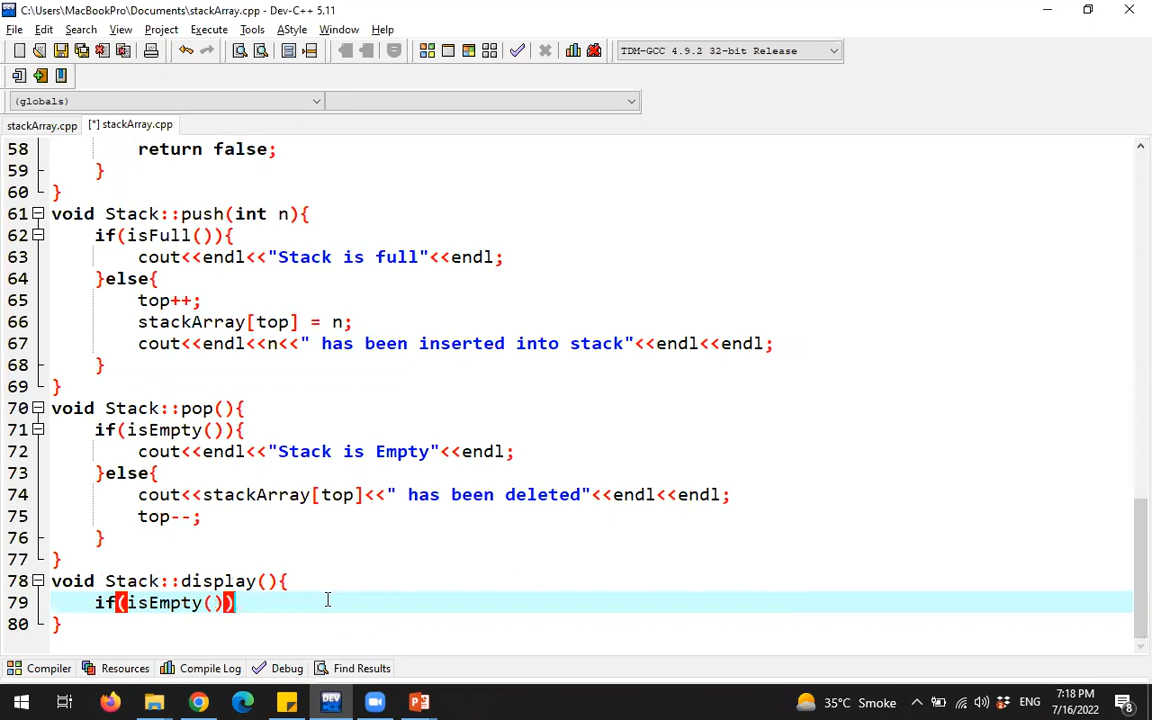 C:\Users\MacBookPro\Documents\stackArray.cpp - Dev-C++ 5.11
File Edit Search View Project Execute Tools AStyle Window Help
TDM-GCC 4.9.2 32-bit Release
(globals)
stackArray.cpp [*] stackArray.cpp
58 return false;
59 }
60 }
61 void Stack::push(int n){
62 if(isFull()){
63 cout<<endl<<"Stack is full"<<endl;
64 }else{
65 top++;
66 stackArray[top] = n;
67 cout<<endl<<n<<" has been inserted into stack"<<endl<<endl;
68 }
69 }
70 void Stack::pop(){
71 if(isEmpty()){
72 cout<<endl<<"Stack is Empty"<<endl;
73 }else{
74 cout<<stackArray[top]<<" has been deleted"<<endl<<endl;
75 top--;
76 }
77 }
78 void Stack::display(){
79 if(isEmpty())
80 }
Compiler Resources Compile Log Debug Find Results
DEV 35°C Smoke ENG 7:18 PM
7/16/2022 8